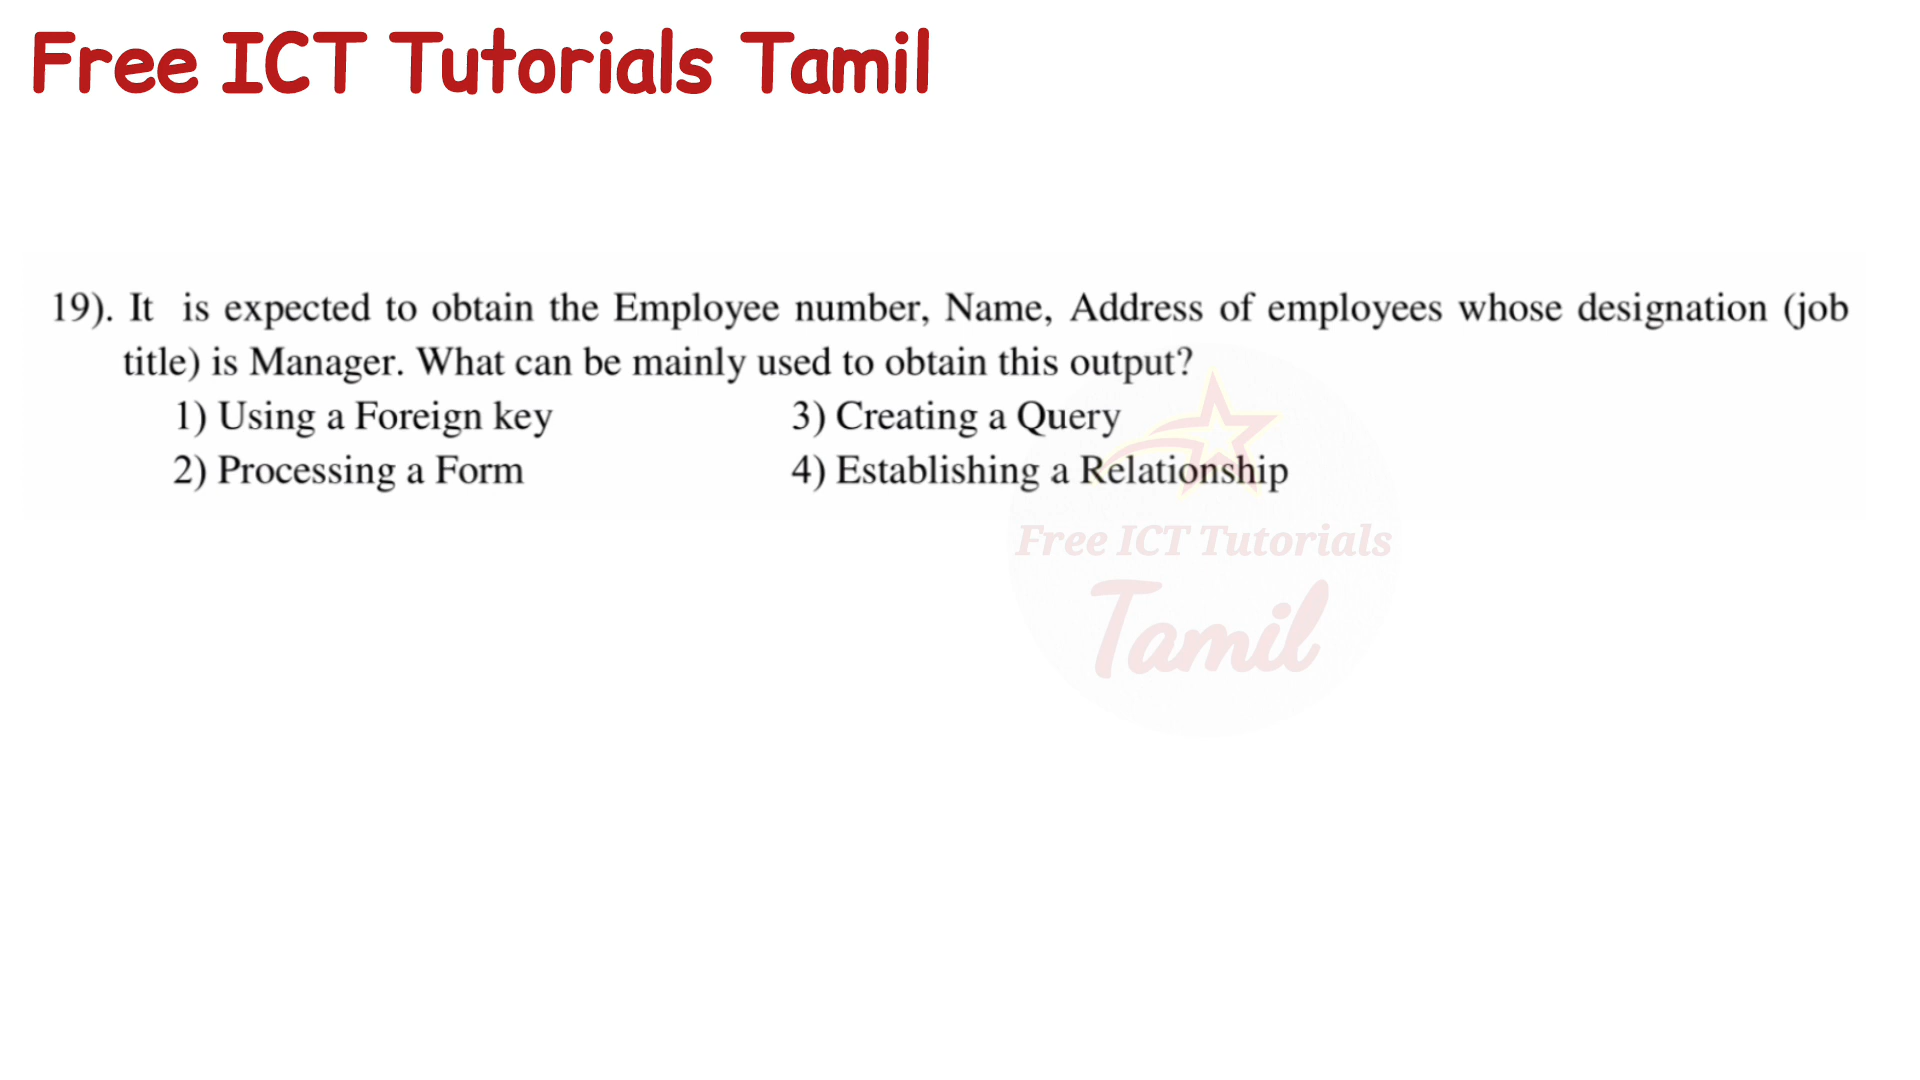 Free ICT Tutorials Tamil
19). It is expected to obtain the Employee number, Name, Address of employees whose designation (job
title) is Manager. What can be mainly used to obtain this output?
1) Using a Foreign key 3) Creating a Query
2) Processing a Form 4) Establishing a Relationship
Free ICT Tutorials
Tamil